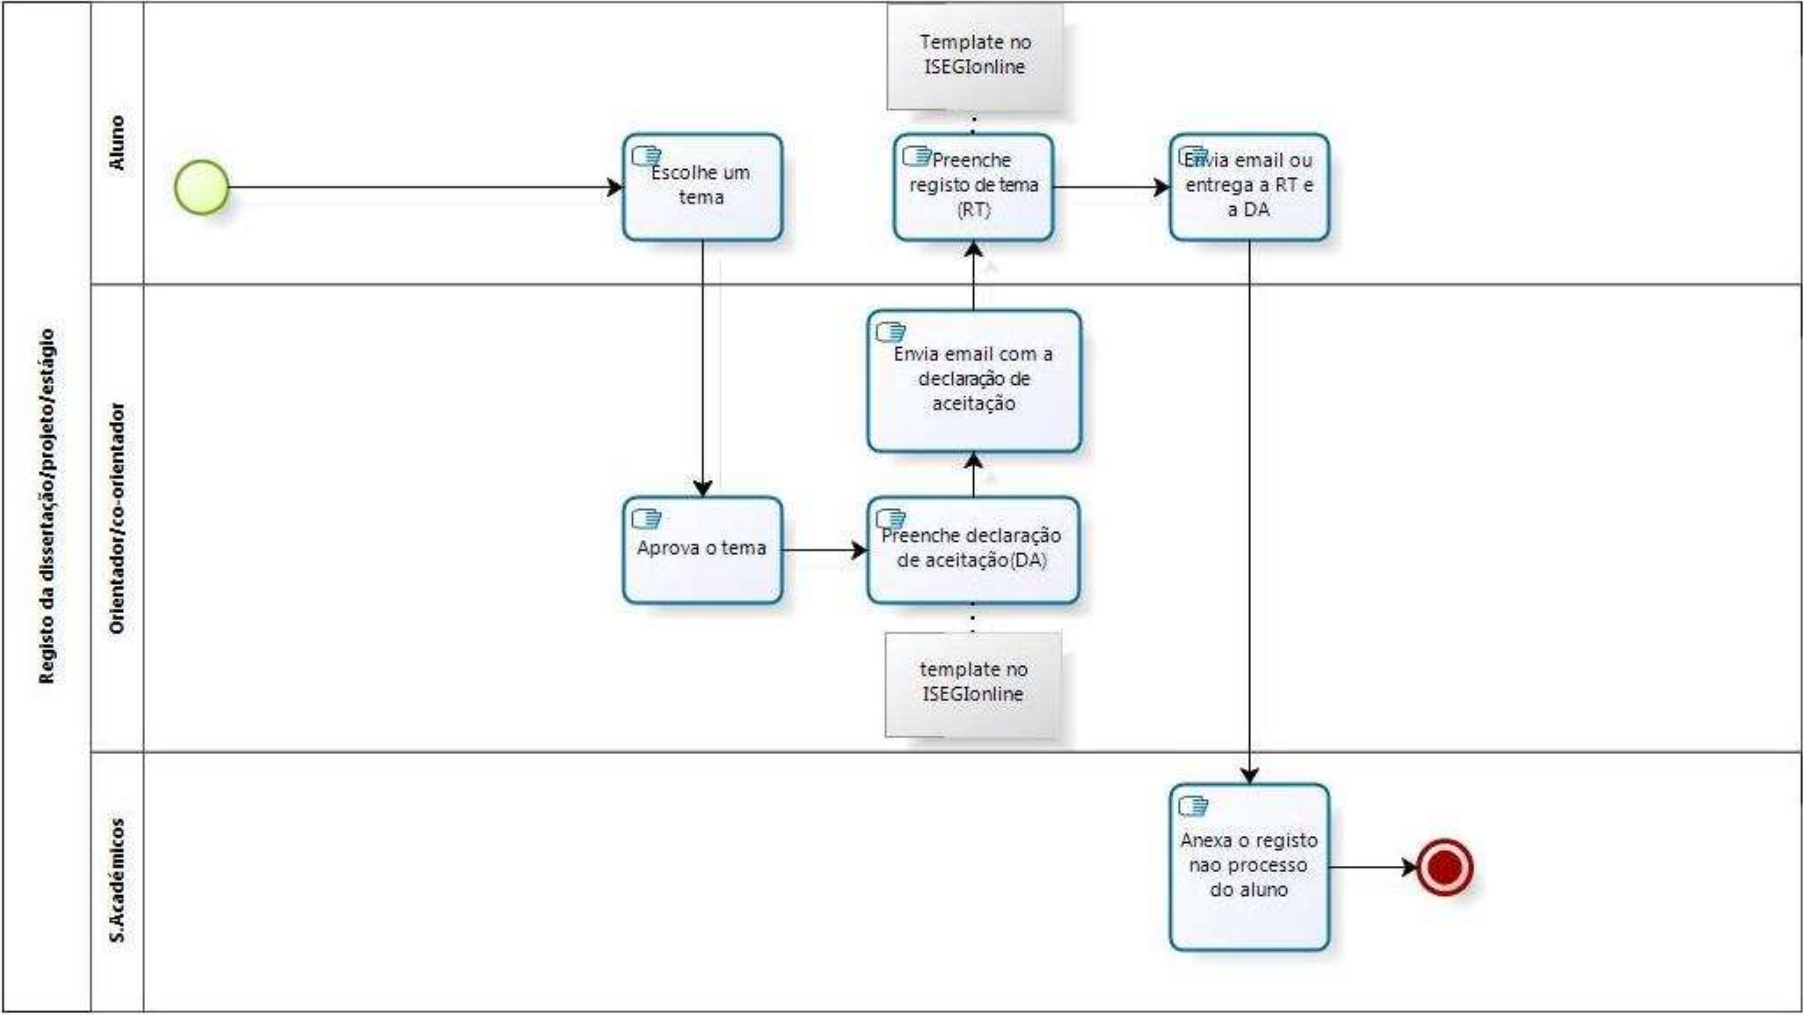 Registo da dissertação/projeto/estágio
Aluno
Template no
ISEGIonline
Escolhe um
tema
Preenche
registo de tema
(RT)
Envia email ou
entrega a RT e
a DA
Orientador/co-orientador
Envia email com a
declaração de
aceitação
Aprova o tema
Preenche declaração
de aceitação(DA)
template no
ISEGIonline
S.Académicos
Anexa o registo
nao processo
do aluno